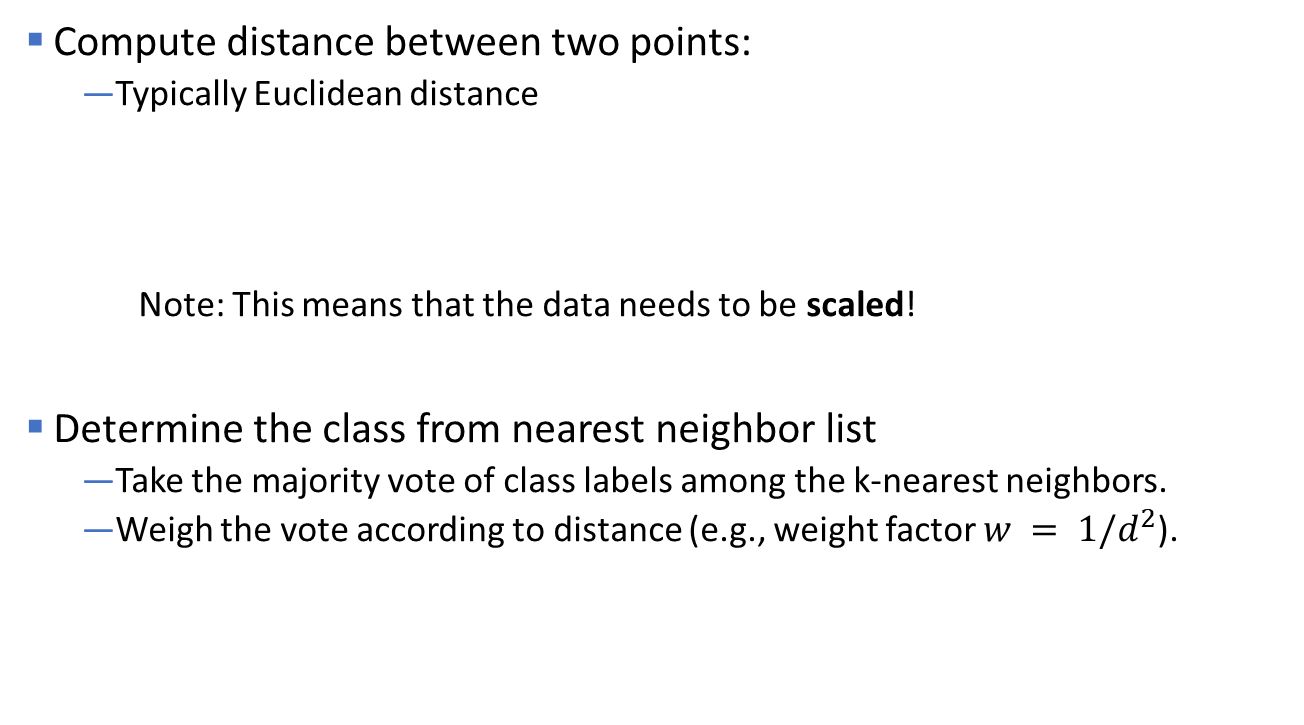 ▪ Compute distance between two points:
—Typically Euclidean distance
Note: This means that the data needs to be scaled!
▪ Determine the class from nearest neighbor list
—Take the majority vote of class labels among the k-nearest neighbors.
—Weigh the vote according to distance (e.g., weight factor w = 1/d²).